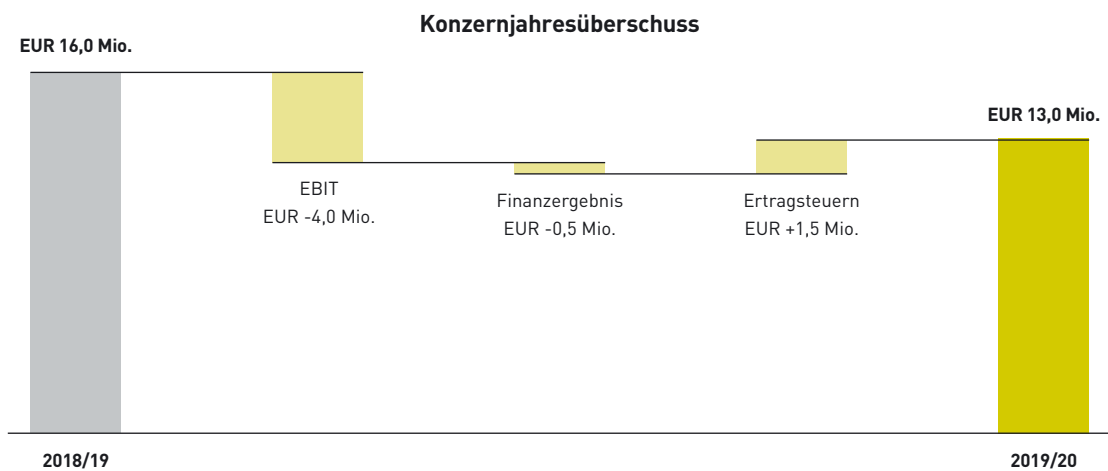 Konzernjahresüberschuss
EUR 16,0 Mio.
EUR 13,0 Mio.
EBIT
EUR -4,0 Mio.
Finanzergebnis
EUR -0,5 Mio.
Ertragsteuern
EUR +1,5 Mio.
2018/19
2019/20